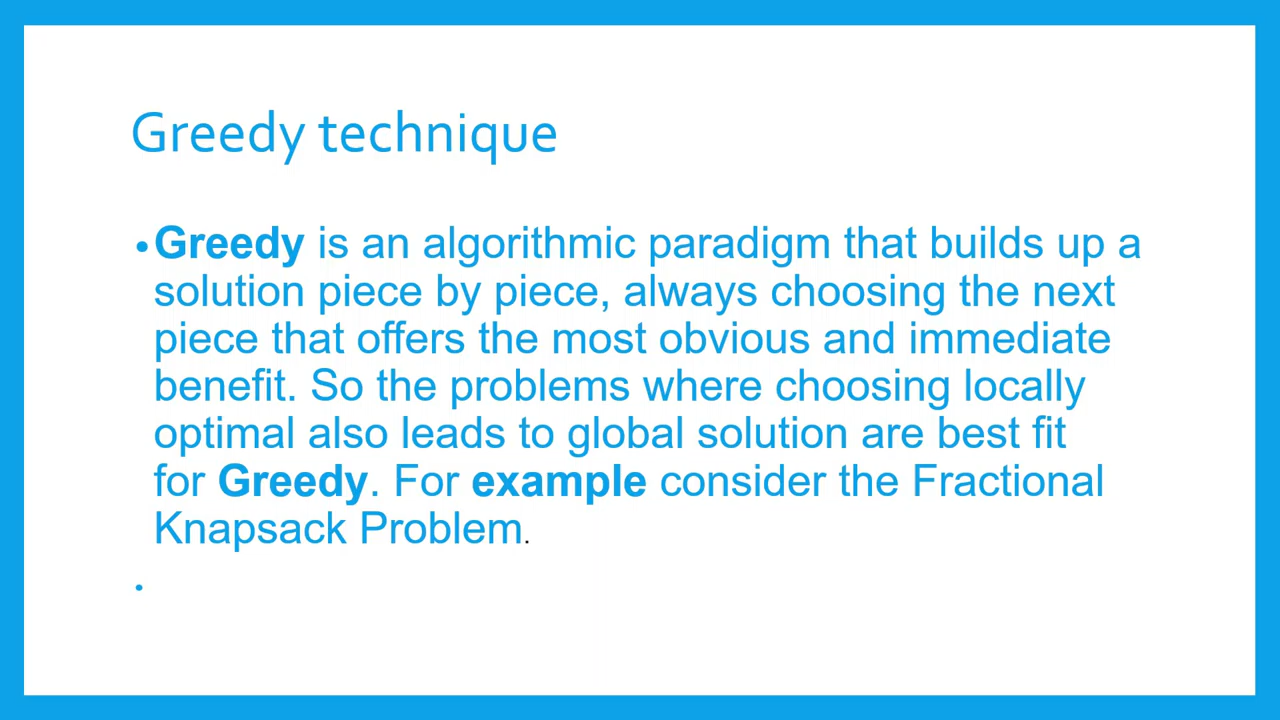 Greedy technique
•Greedy is an algorithmic paradigm that builds up a
solution piece by piece, always choosing the next
piece that offers the most obvious and immediate
benefit. So the problems where choosing locally
optimal also leads to global solution are best fit
for Greedy. For example consider the Fractional
Knapsack Problem.
•